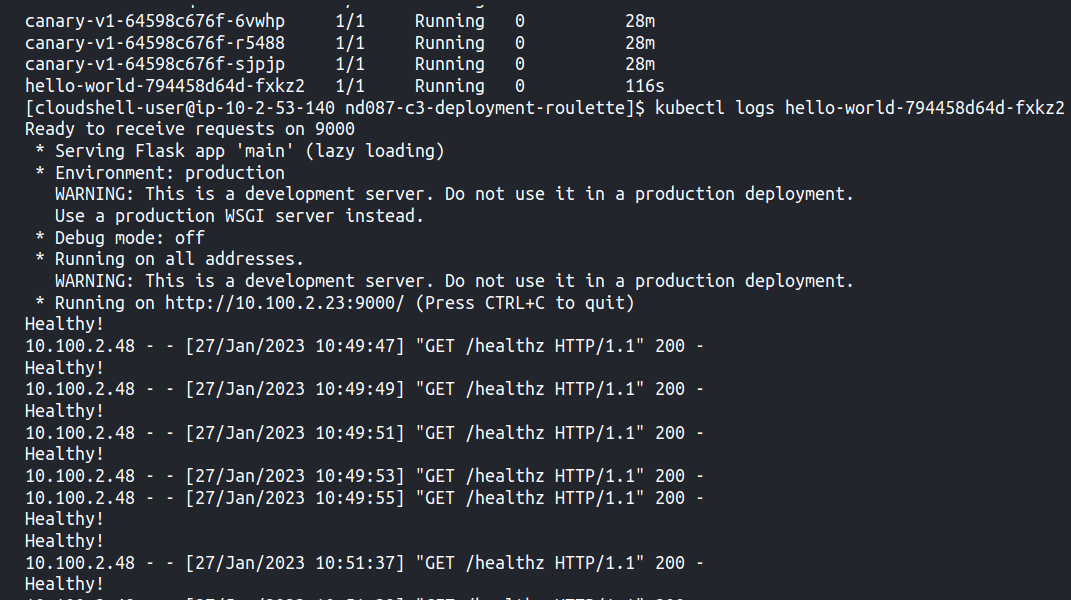 canary-v1-64598c676f-6vwhp 1/1 Running 0 28m
canary-v1-64598c676f-r5488 1/1 Running 0 28m
canary-v1-64598c676f-sjpjp 1/1 Running 0 28m
hello-world-794458d64d-fxkz2 1/1 Running 0 116s
[cloudshell-user@ip-10-2-53-140 nd087-c3-deployment-roulette]$ kubectl logs hello-world-794458d64d-fxkz2
Ready to receive requests on 9000
* Serving Flask app 'main' (lazy loading)
* Environment: production
WARNING: This is a development server. Do not use it in a production deployment.
Use a production WSGI server instead.
* Debug mode: off
* Running on all addresses.
WARNING: This is a development server. Do not use it in a production deployment.
* Running on http://10.100.2.23:9000/ (Press CTRL+C to quit)
Healthy!
10.100.2.48 - - [27/Jan/2023 10:49:47] "GET /healthz HTTP/1.1" 200 -
Healthy!
10.100.2.48 - - [27/Jan/2023 10:49:49] "GET /healthz HTTP/1.1" 200 -
Healthy!
10.100.2.48 - - [27/Jan/2023 10:49:51] "GET /healthz HTTP/1.1" 200 -
Healthy!
10.100.2.48 - - [27/Jan/2023 10:49:53] "GET /healthz HTTP/1.1" 200 -
10.100.2.48 - - [27/Jan/2023 10:49:55] "GET /healthz HTTP/1.1" 200 -
Healthy!
Healthy!
10.100.2.48 - - [27/Jan/2023 10:51:37] "GET /healthz HTTP/1.1" 200 -
Healthy!